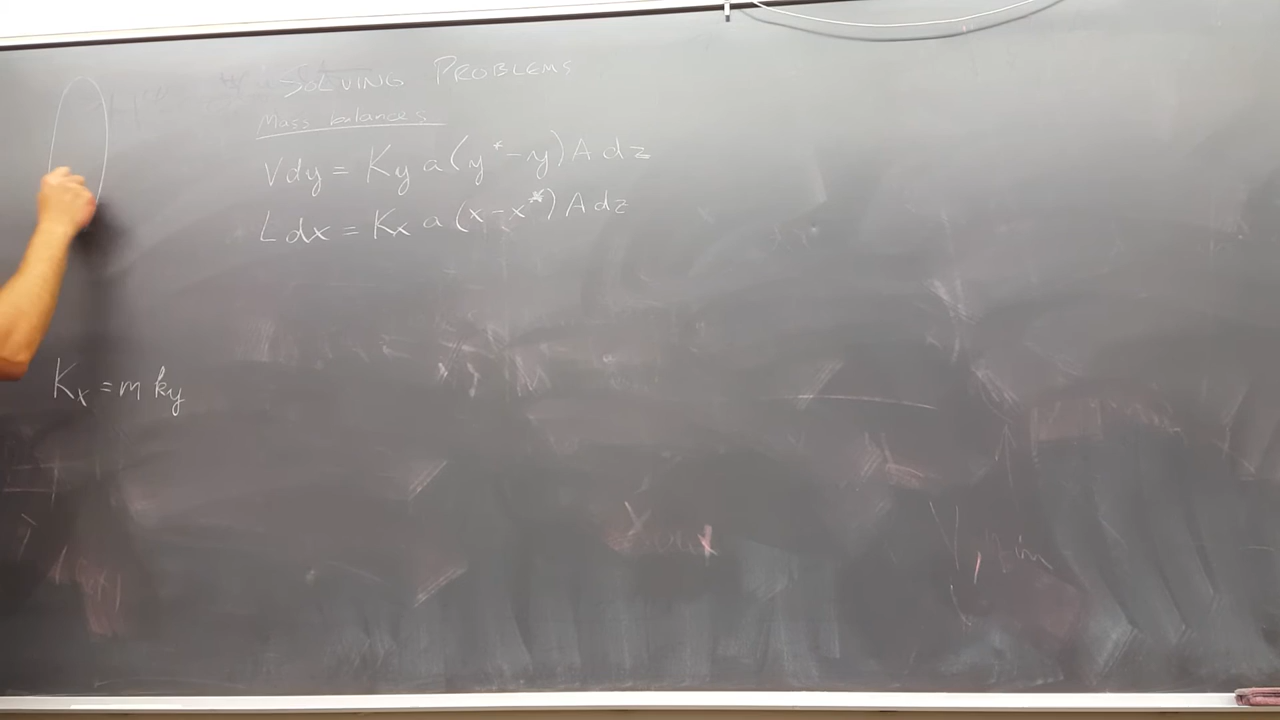 SOLVING PROBLEMS
Mass balances
Vdy = Ky a (y* - y) A dz
Ldx = Kx a (x - x*) A dz
Kx = m ky